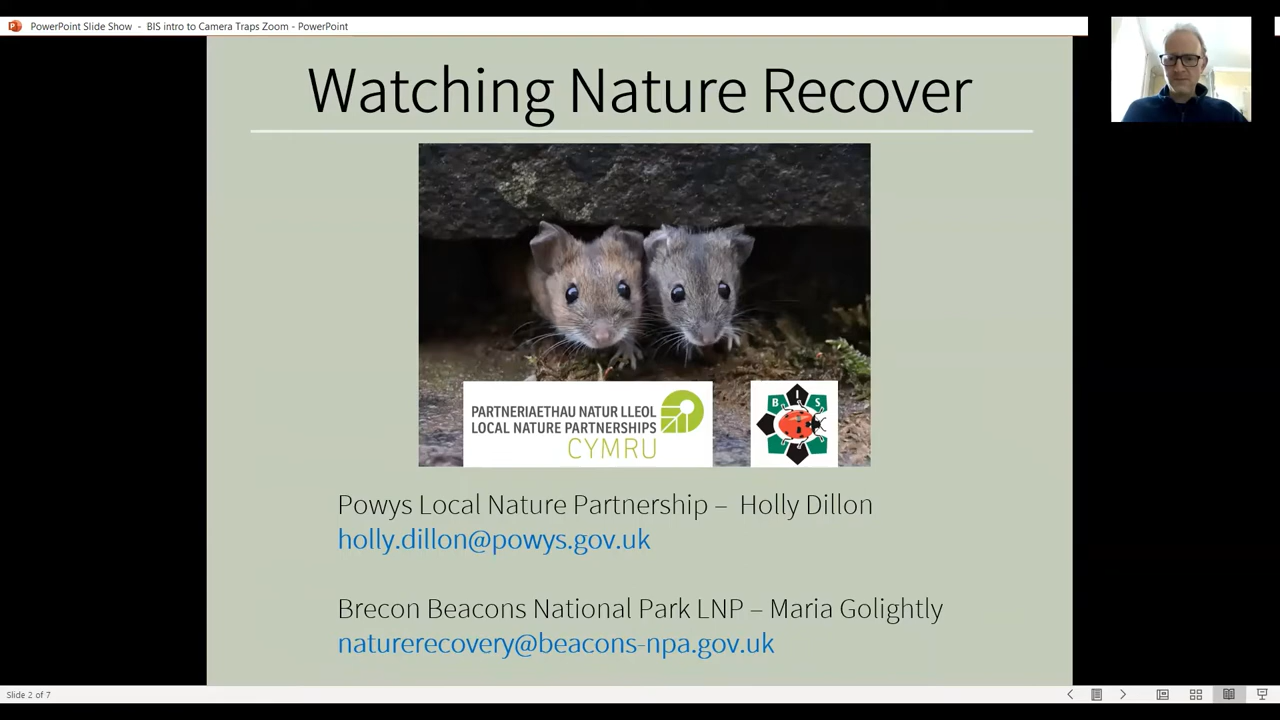 PowerPoint Slide Show - BIS intro to Camera Traps Zoom - PowerPoint
Watching Nature Recover
PARTNERIAETHAU NATUR LLEOL
LOCAL NATURE PARTNERSHIPS
CYMRU
B I S
Powys Local Nature Partnership – Holly Dillon
holly.dillon@powys.gov.uk
Brecon Beacons National Park LNP – Maria Golightly
naturerecovery@beacons-npa.gov.uk
Slide 2 of 7